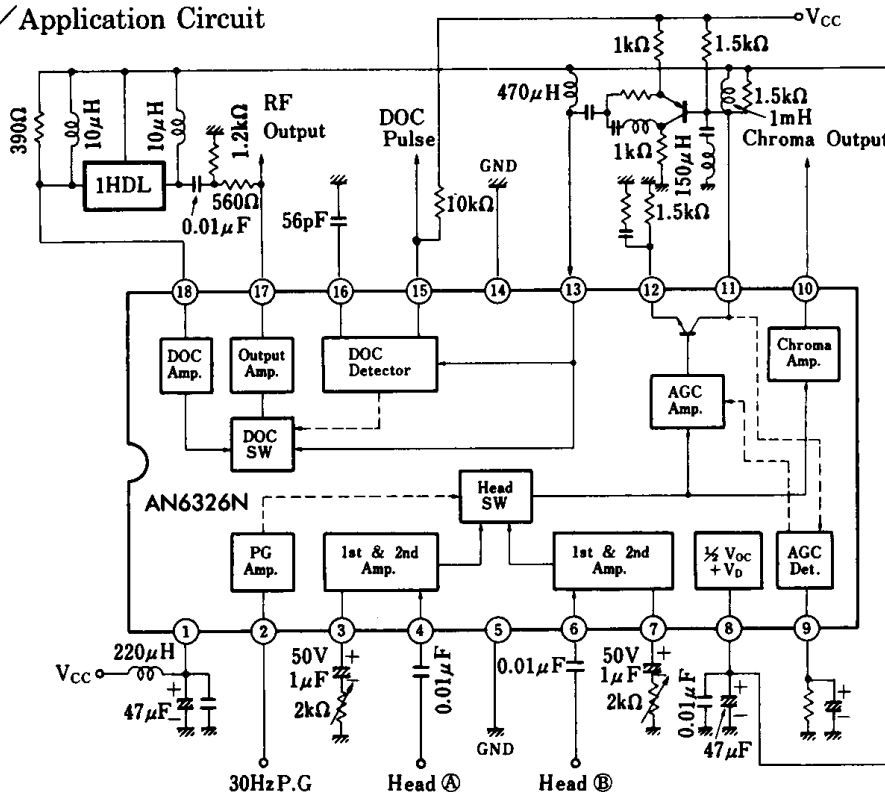 Application Circuit
VCC
1kΩ
1.5kΩ
470μH
1.5kΩ
1mH
Chroma Output
RF
Output
DOC
Pulse
GND
390Ω
10μH
10μH
1.2kΩ
1HDL
560Ω
0.01μF
56pF
10kΩ
1kΩ
150μH
1.5kΩ
18
17
16
15
14
13
12
11
10
DOC
Amp.
Output
Amp.
DOC
Detector
Chroma
Amp.
AGC
Amp.
DOC
SW
Head
SW
AN6326N
PG
Amp.
1st & 2nd
Amp.
1st & 2nd
Amp.
½ VOC
+ VD
AGC
Det.
1
2
3
4
5
6
7
8
9
220μH
VCC
+
47μF
−
50V +
1μF
2kΩ
0.01μF
GND
0.01μF
50V +
1μF
2kΩ
0.01μF
+
−
47μF
+
−
30Hz P.G
Head Ⓐ
Head Ⓑ